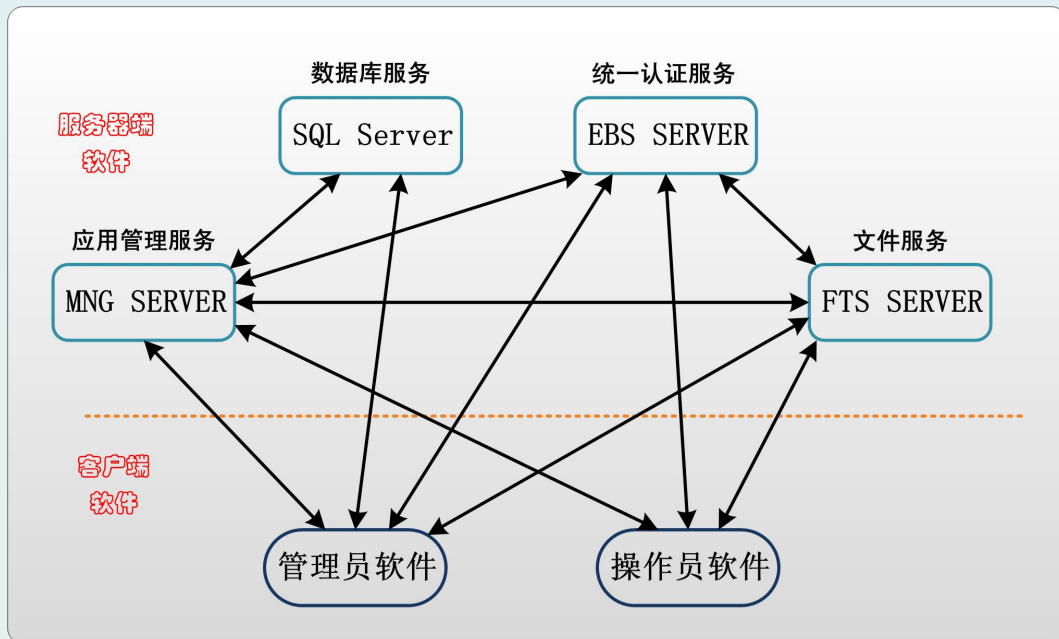 数据库服务
统一认证服务
服务器端
软件
SQL Server
EBS SERVER
应用管理服务
文件服务
MNG SERVER
FTS SERVER
客户端
软件
管理员软件
操作员软件